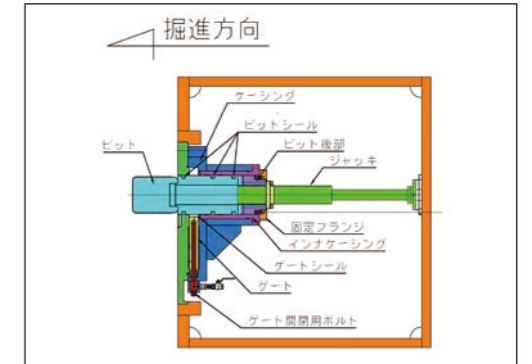 掘進方向
ケーシング
ビットシール
ビット
ビット後部
ジャッキ
固定フランジ
インナケーシング
ゲートシール
ゲート
ゲート開閉用ボルト